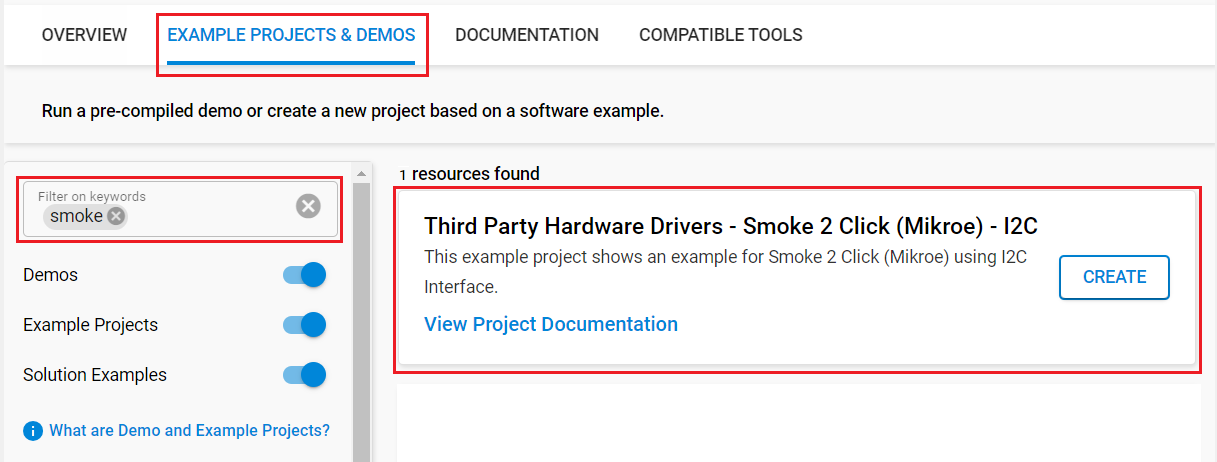 OVERVIEW EXAMPLE PROJECTS & DEMOS DOCUMENTATION COMPATIBLE TOOLS
Run a pre-compiled demo or create a new project based on a software example.
Filter on keywords
smoke
Demos
Example Projects
Solution Examples
What are Demo and Example Projects?
1 resources found
Third Party Hardware Drivers - Smoke 2 Click (Mikroe) - I2C
This example project shows an example for Smoke 2 Click (Mikroe) using I2C
Interface.
CREATE
View Project Documentation